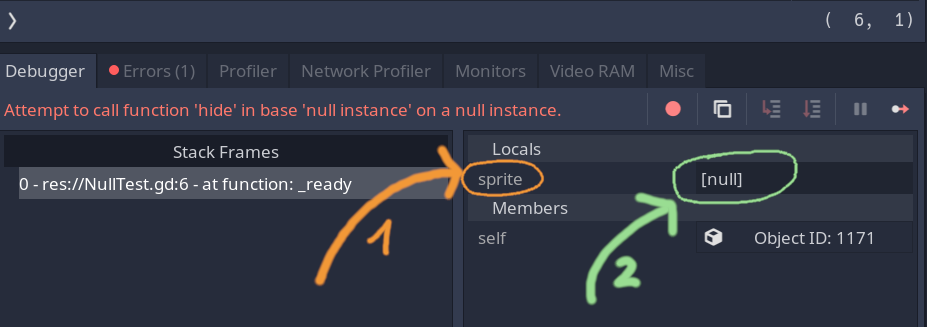 ❯ ( 6, 1)
Debugger Errors (1) Profiler Network Profiler Monitors Video RAM Misc
Attempt to call function 'hide' in base 'null instance' on a null instance.
Stack Frames
0 - res://NullTest.gd:6 - at function: _ready
Locals
sprite [null]
Members
self Object ID: 1171
1
2